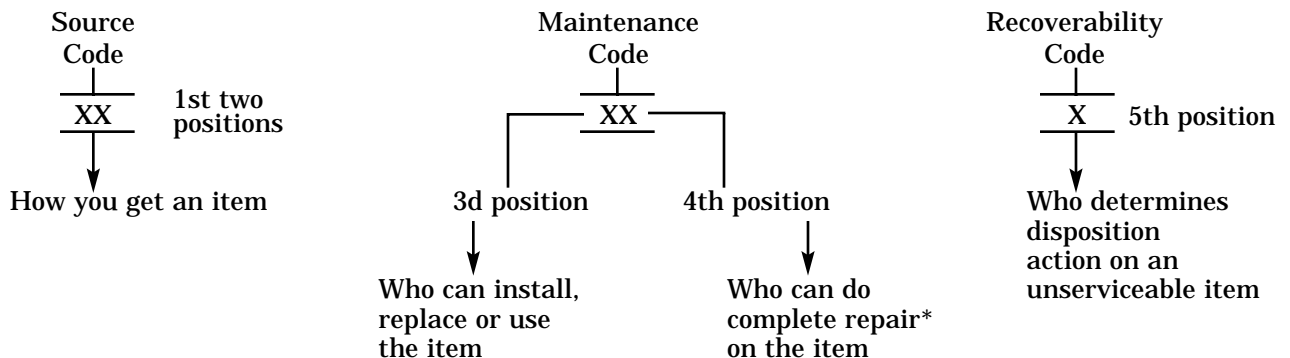 Source
Code
XX
1st two
positions
How you get an item
Maintenance
Code
XX
3d position
4th position
Who can install,
replace or use
the item
Who can do
complete repair*
on the item
Recoverability
Code
X
5th position
Who determines
disposition
action on an
unserviceable item